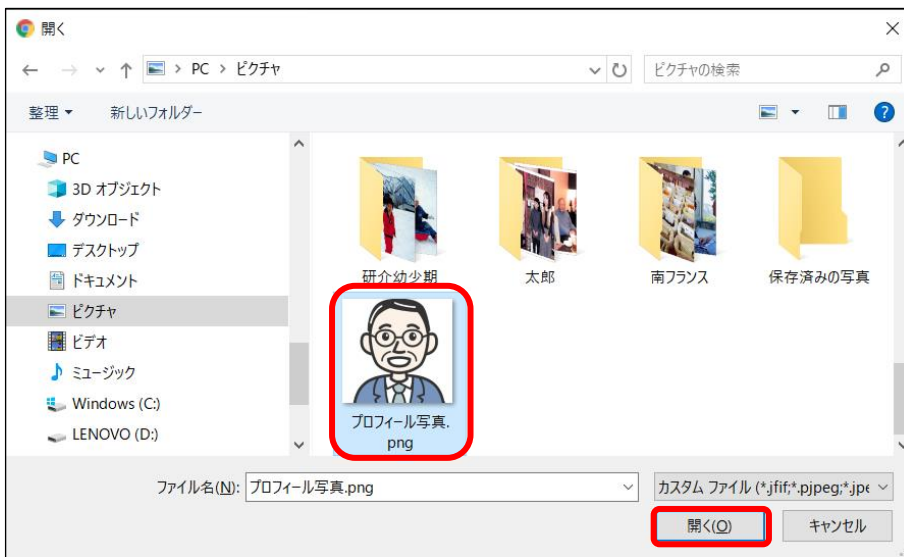 開く
PC > ピクチャ
ピクチャの検索
整理 新しいフォルダー
PC
3D オブジェクト
ダウンロード
デスクトップ
ドキュメント
ピクチャ
ビデオ
ミュージック
Windows (C:)
LENOVO (D:)
研介幼少期
太郎
南フランス
保存済みの写真
プロフィール写真.
png
ファイル名(N): プロフィール写真.png
カスタム ファイル (*.jfif;*.pjpeg;*.jpe
開く(O)
キャンセル